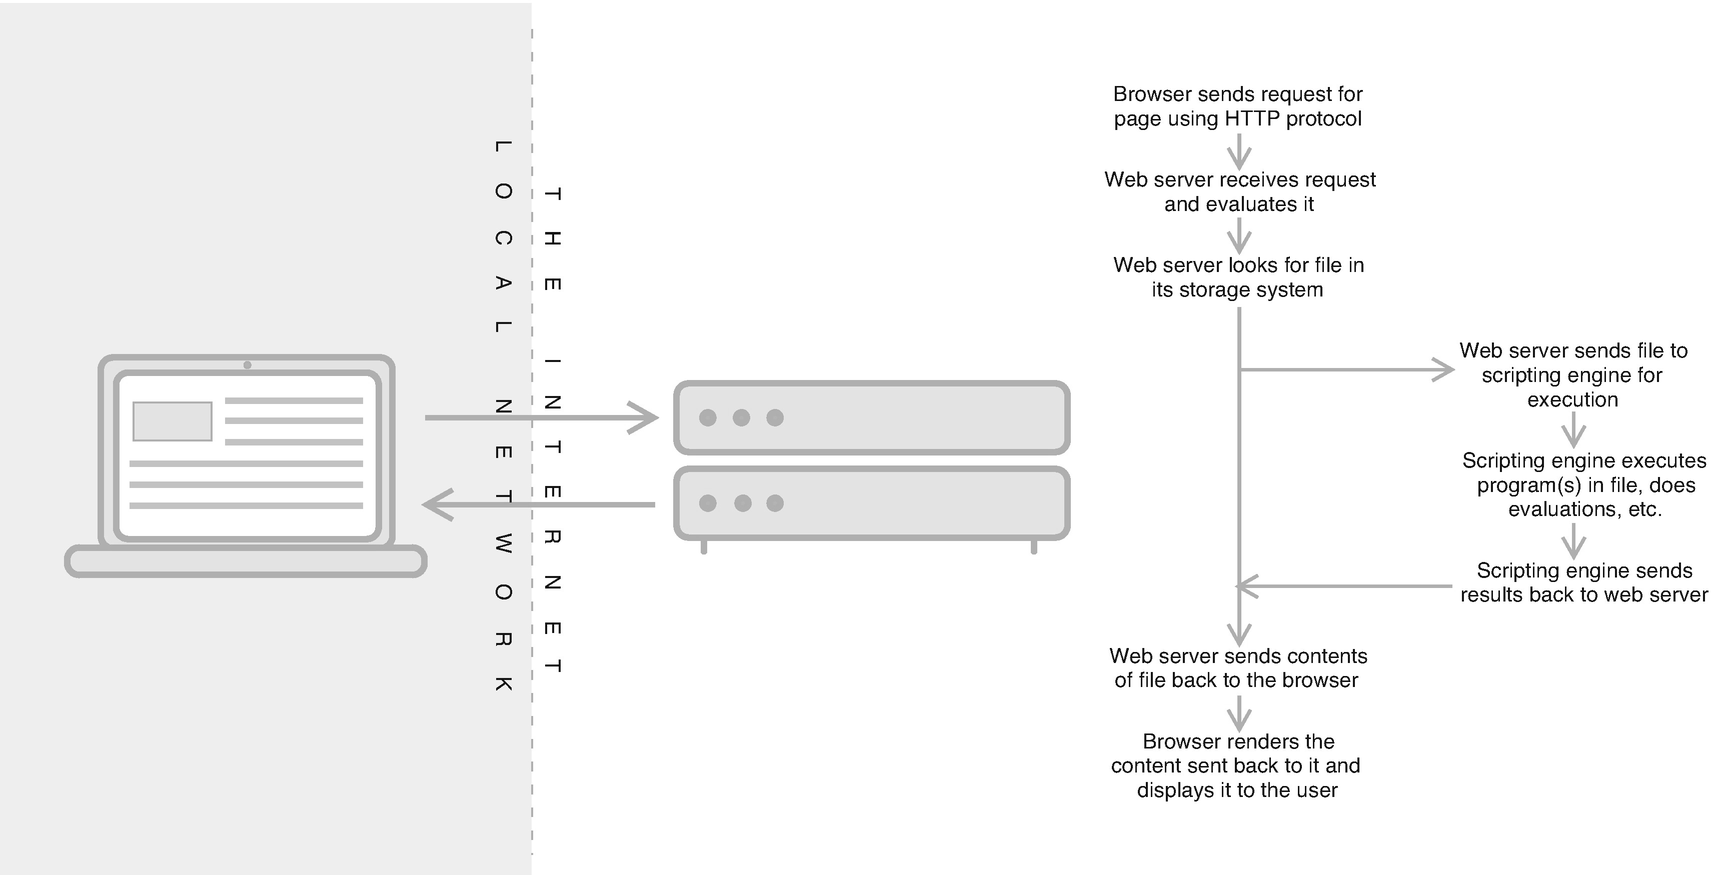 LOCAL NETWORK
THE INTERNET
Browser sends request for
page using HTTP protocol
Web server receives request
and evaluates it
Web server looks for file in
its storage system
Web server sends file to
scripting engine for
execution
Scripting engine executes
program(s) in file, does
evaluations, etc.
Scripting engine sends
results back to web server
Web server sends contents
of file back to the browser
Browser renders the
content sent back to it and
displays it to the user